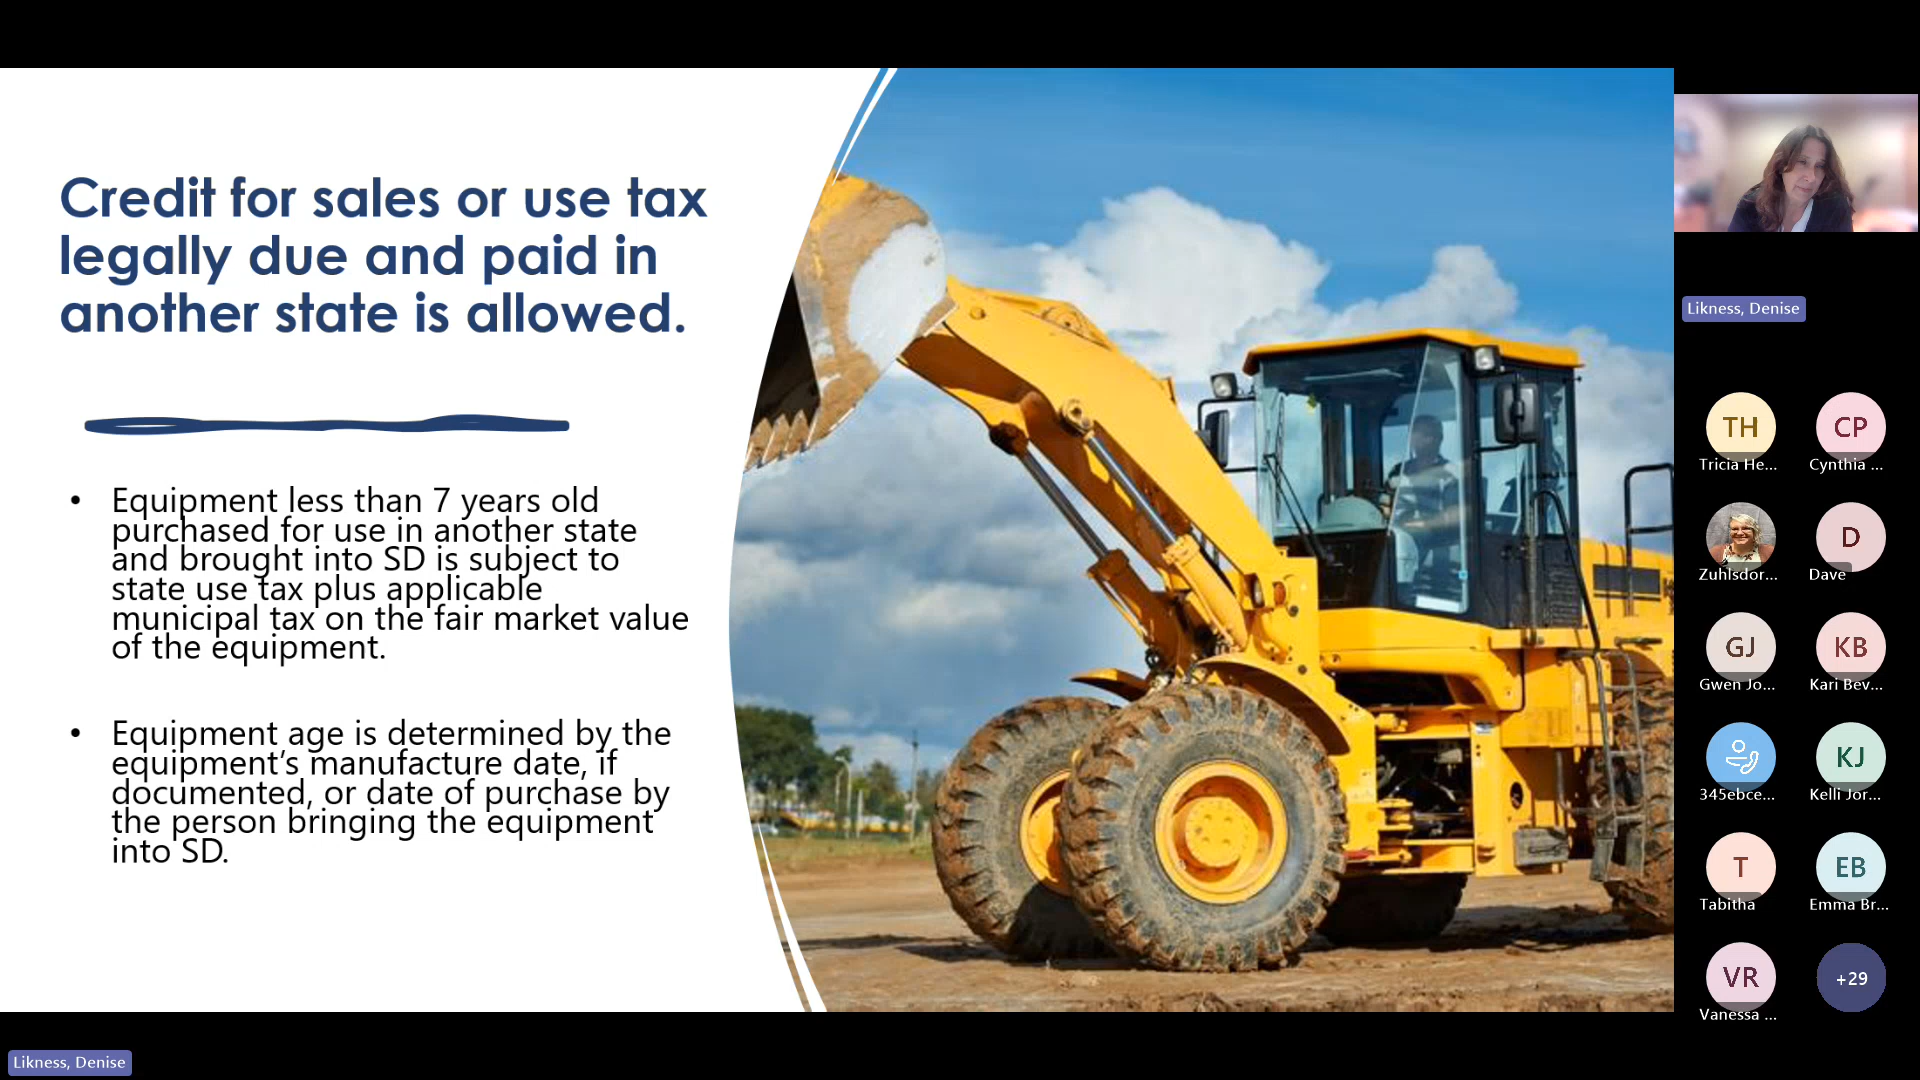 Credit for sales or use tax
legally due and paid in
another state is allowed.
• Equipment less than 7 years old
purchased for use in another state
and brought into SD is subject to
state use tax plus applicable
municipal tax on the fair market value
of the equipment.
• Equipment age is determined by the
equipment’s manufacture date, if
documented, or date of purchase by
the person bringing the equipment
into SD.
Likness, Denise
TH
CP
Tricia He...
Cynthia ...
D
Zuhlsdor...
Dave
GJ
KB
Gwen Jo...
Kari Bev...
KJ
345ebce...
Kelli Jor...
T
EB
Tabitha
Emma Br...
VR
+29
Vanessa ...
Likness, Denise